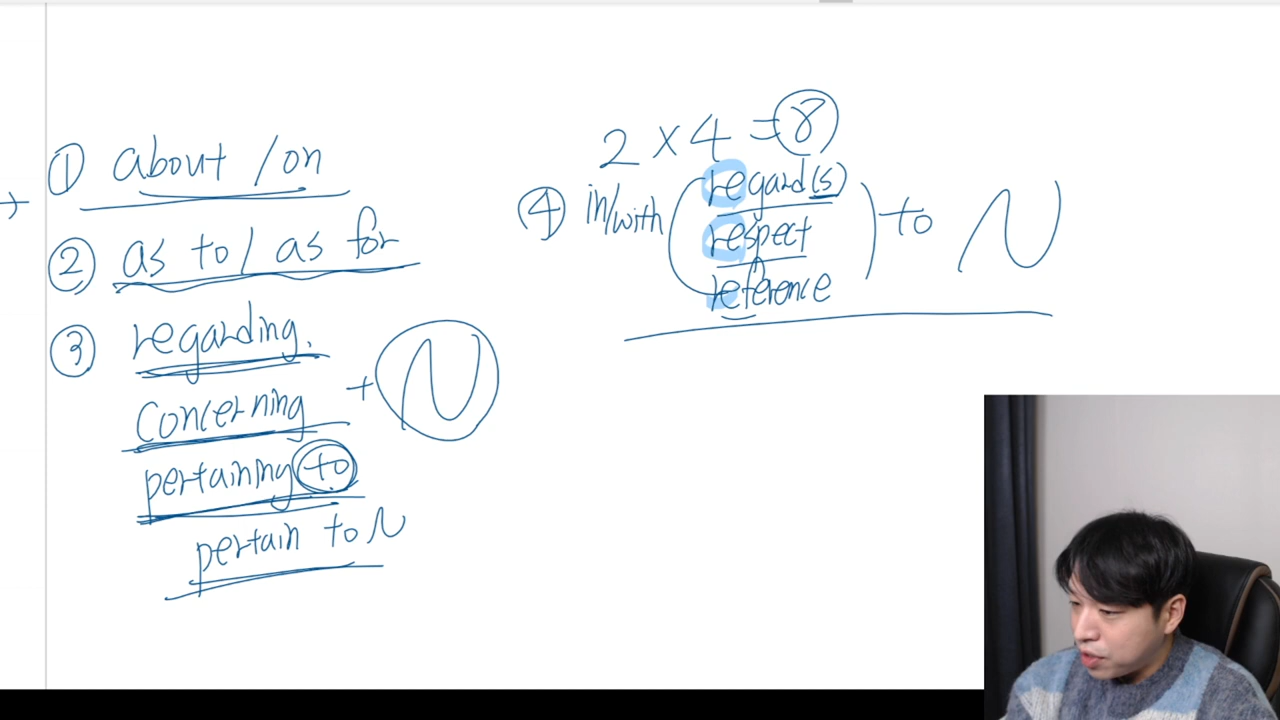 ① about / on
② as to / as for
③ regarding.
concerning + N
pertaining to
pertain to N
2 × 4 = 8
④ in/with ( regard(s) respect reference ) to N